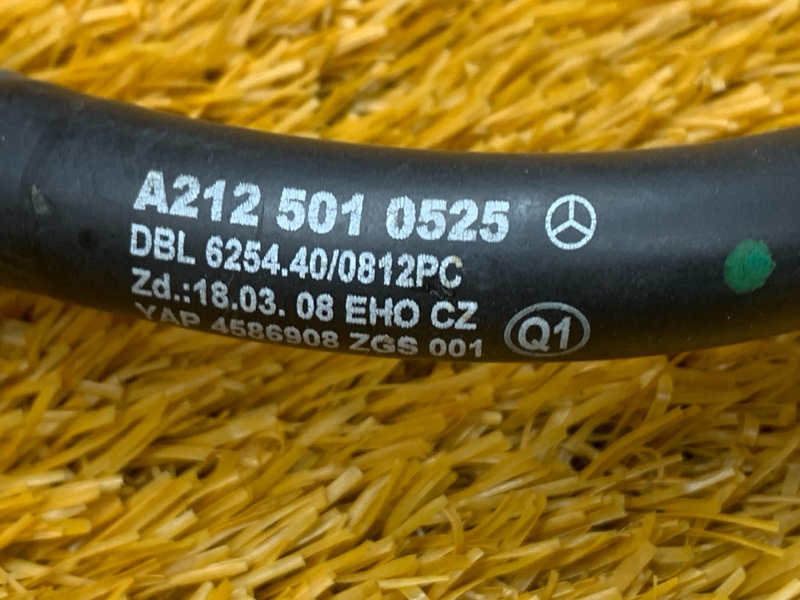 A212 501 0525
DBL 6254.40/0812PC
Zd.:18.03. 08 EHO CZ
YAP 4586908 ZGS 001
Q1